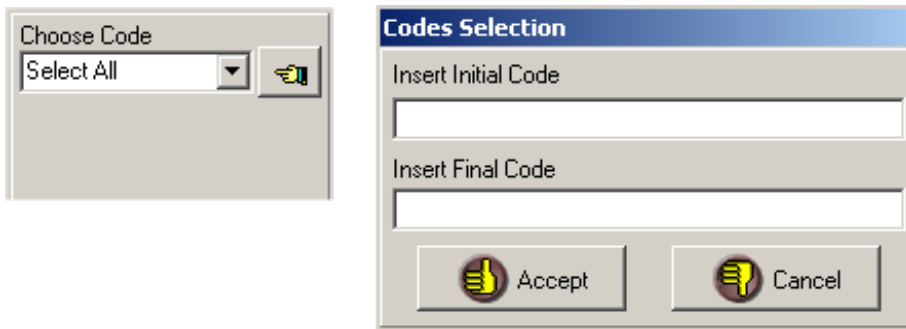 Choose Code
Select All
Codes Selection
Insert Initial Code
Insert Final Code
Accept
Cancel